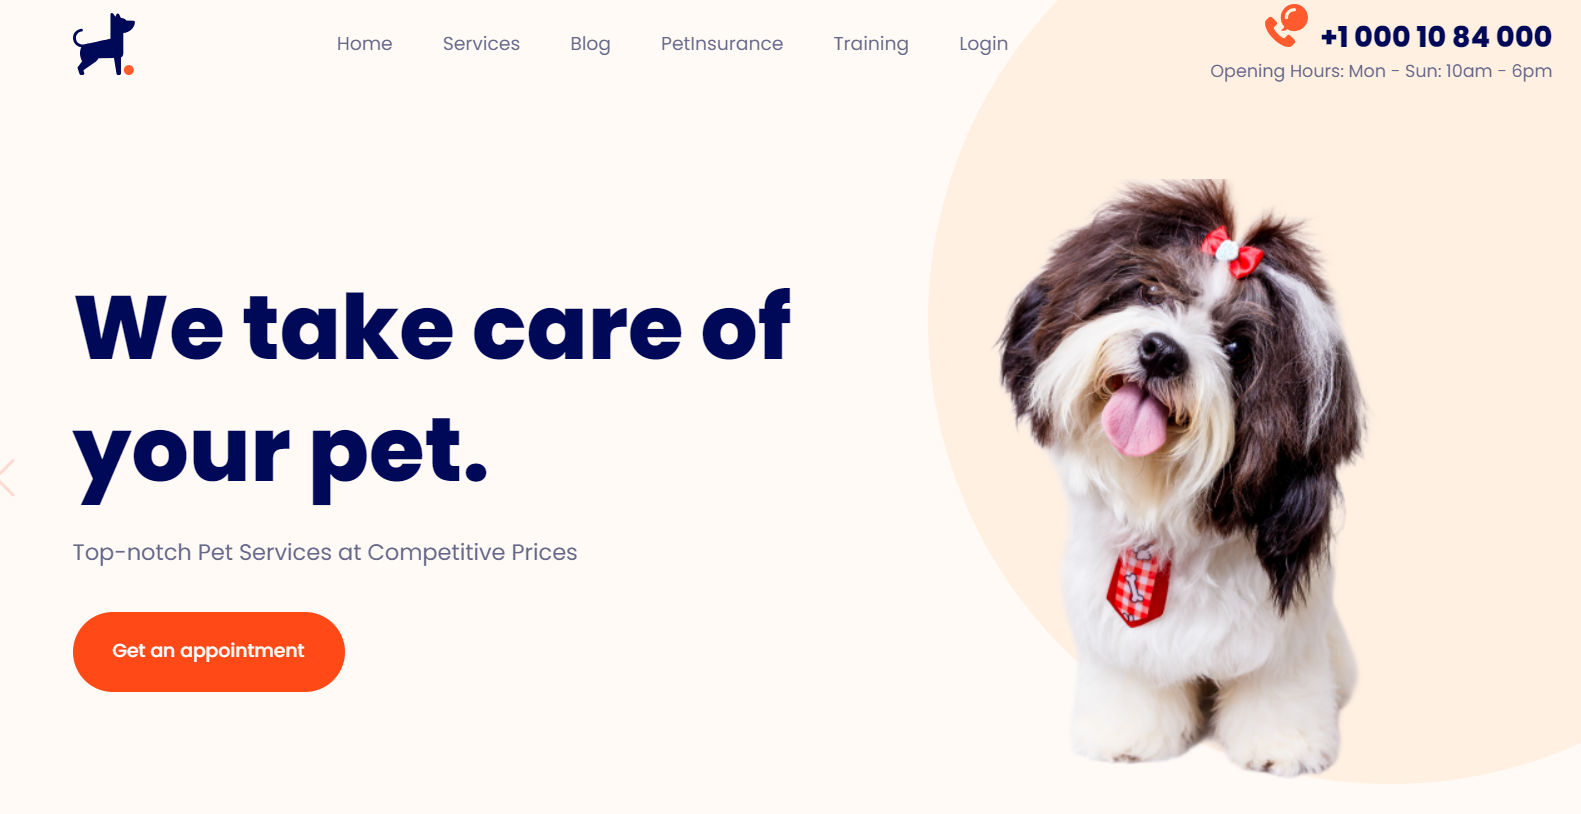 Home Services Blog PetInsurance Training Login
+1 000 10 84 000
Opening Hours: Mon - Sun: 10am - 6pm
We take care of
your pet.
Top-notch Pet Services at Competitive Prices
Get an appointment